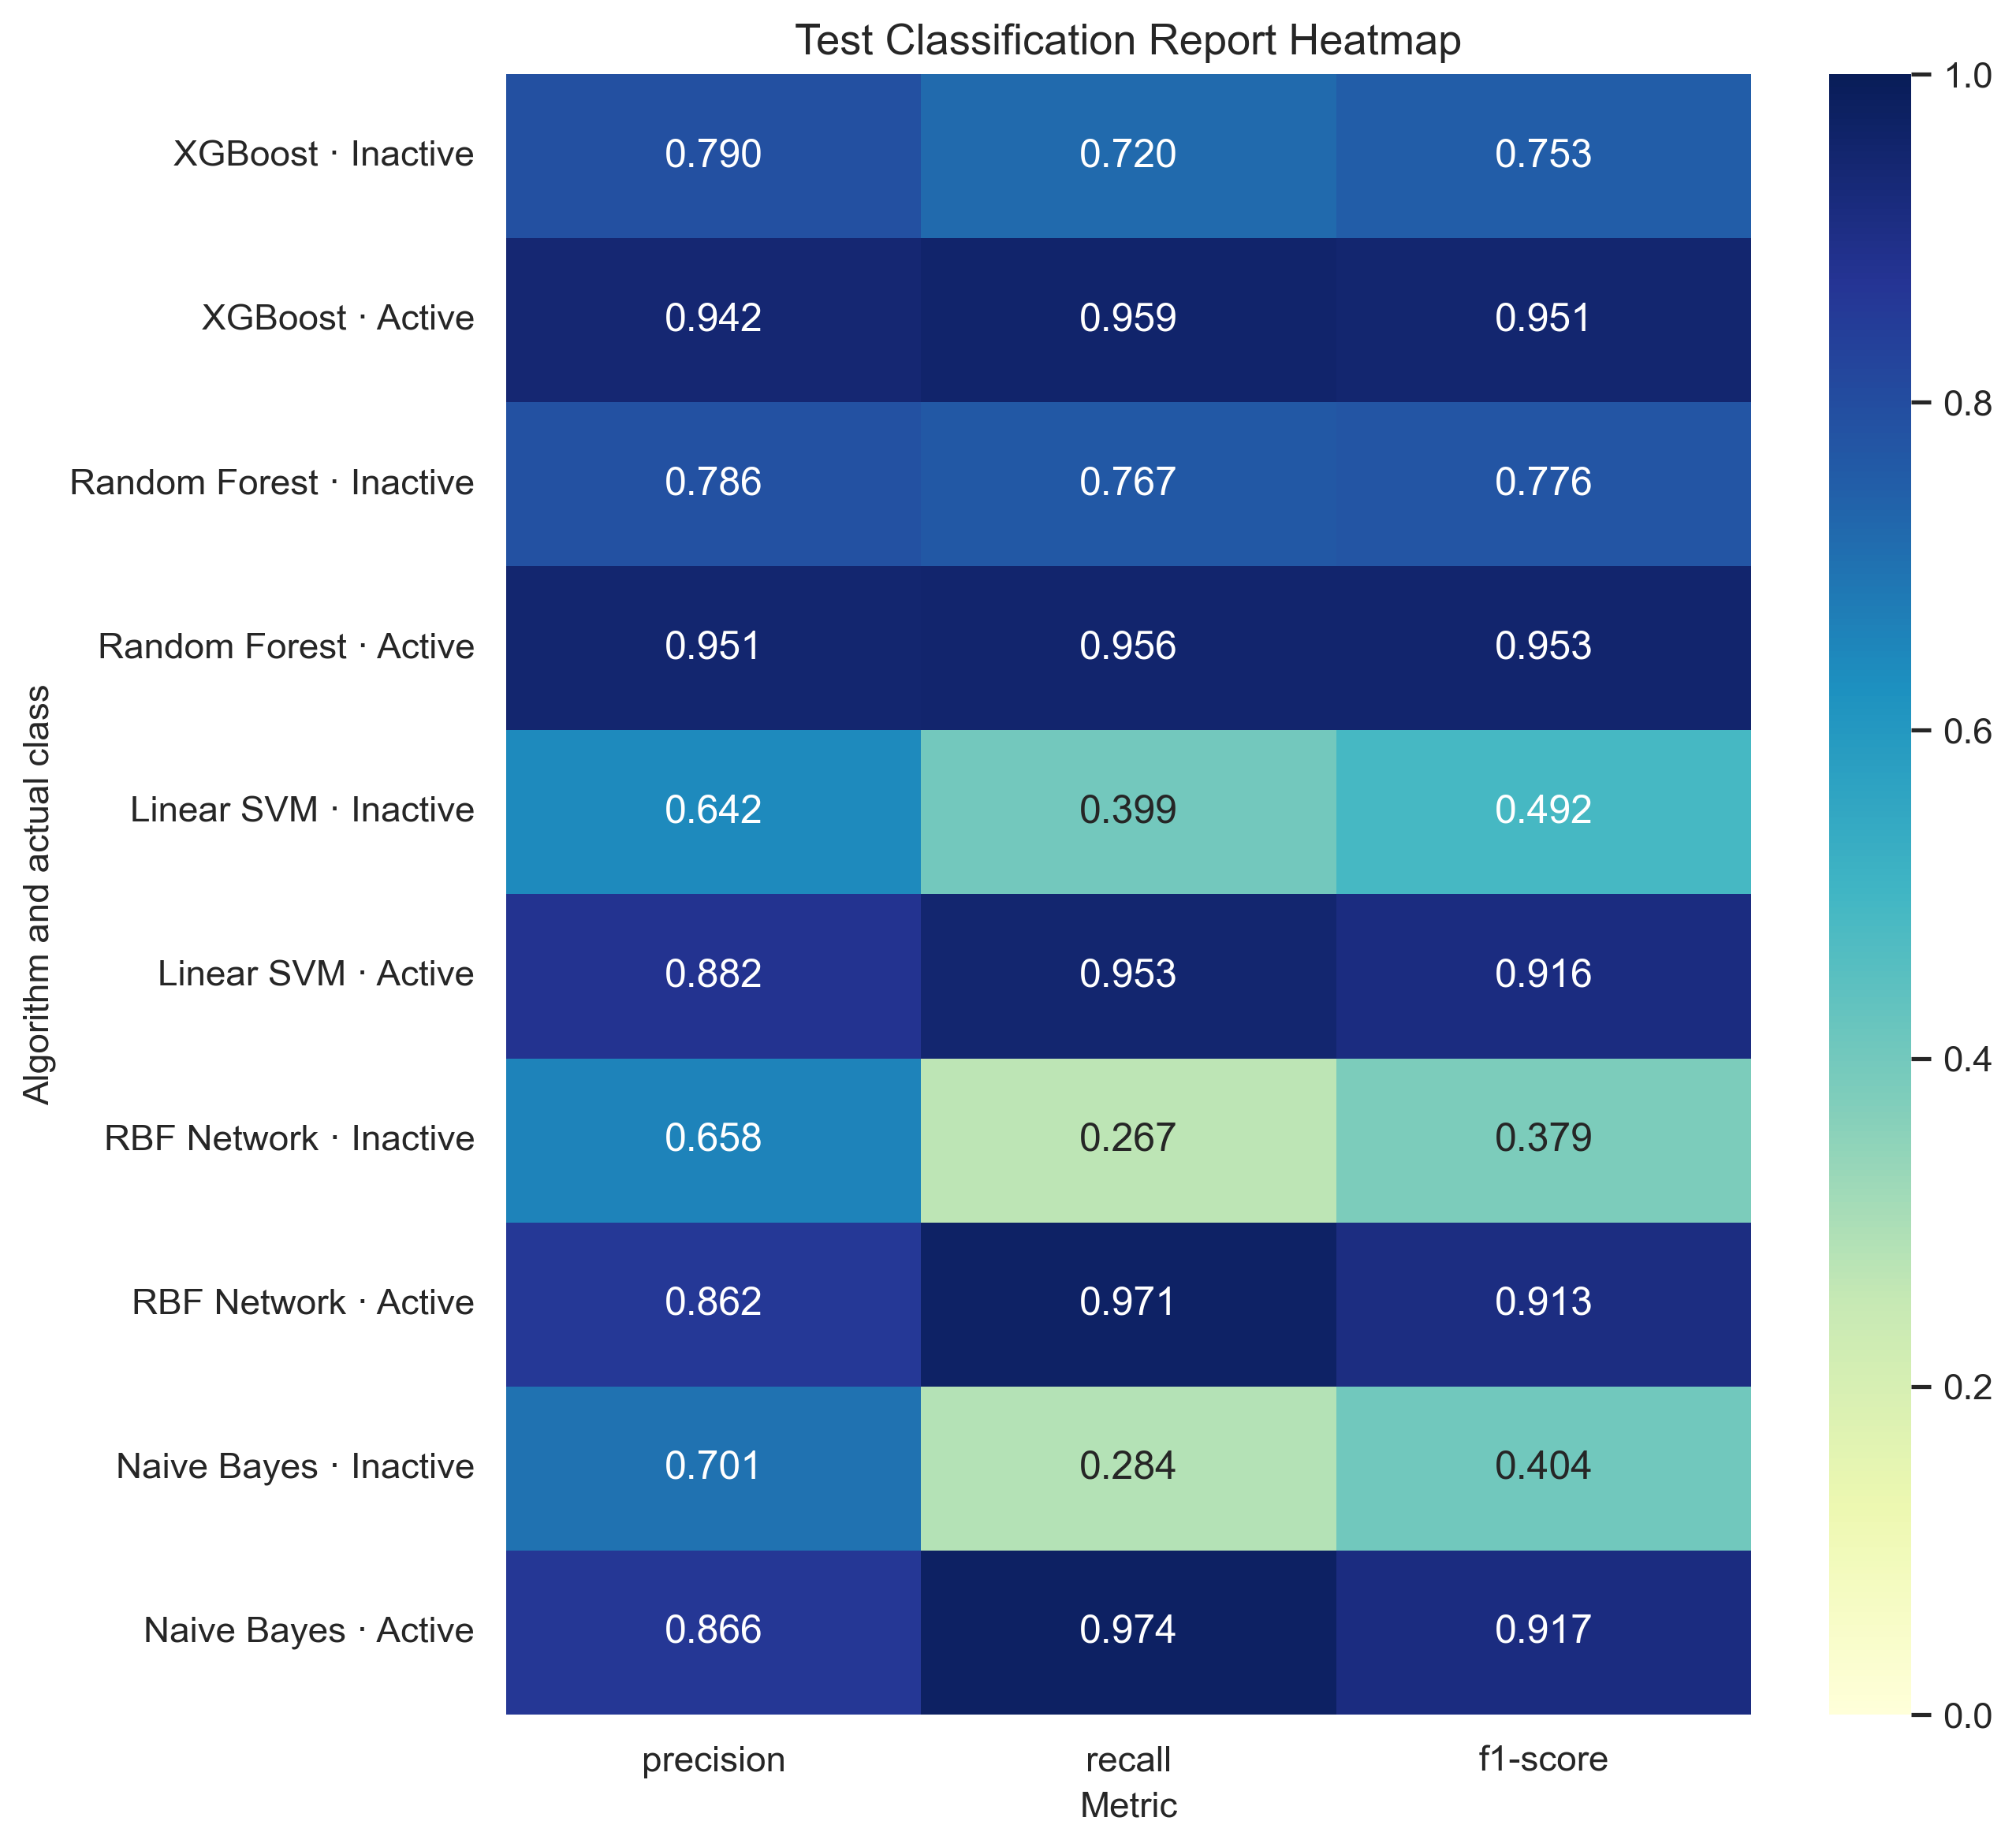 Test Classification Report Heatmap
Algorithm and actual class
XGBoost · Inactive 0.790 0.720 0.753
XGBoost · Active 0.942 0.959 0.951
Random Forest · Inactive 0.786 0.767 0.776
Random Forest · Active 0.951 0.956 0.953
Linear SVM · Inactive 0.642 0.399 0.492
Linear SVM · Active 0.882 0.953 0.916
RBF Network · Inactive 0.658 0.267 0.379
RBF Network · Active 0.862 0.971 0.913
Naive Bayes · Inactive 0.701 0.284 0.404
Naive Bayes · Active 0.866 0.974 0.917
precision recall f1-score
Metric
1.0
0.8
0.6
0.4
0.2
0.0